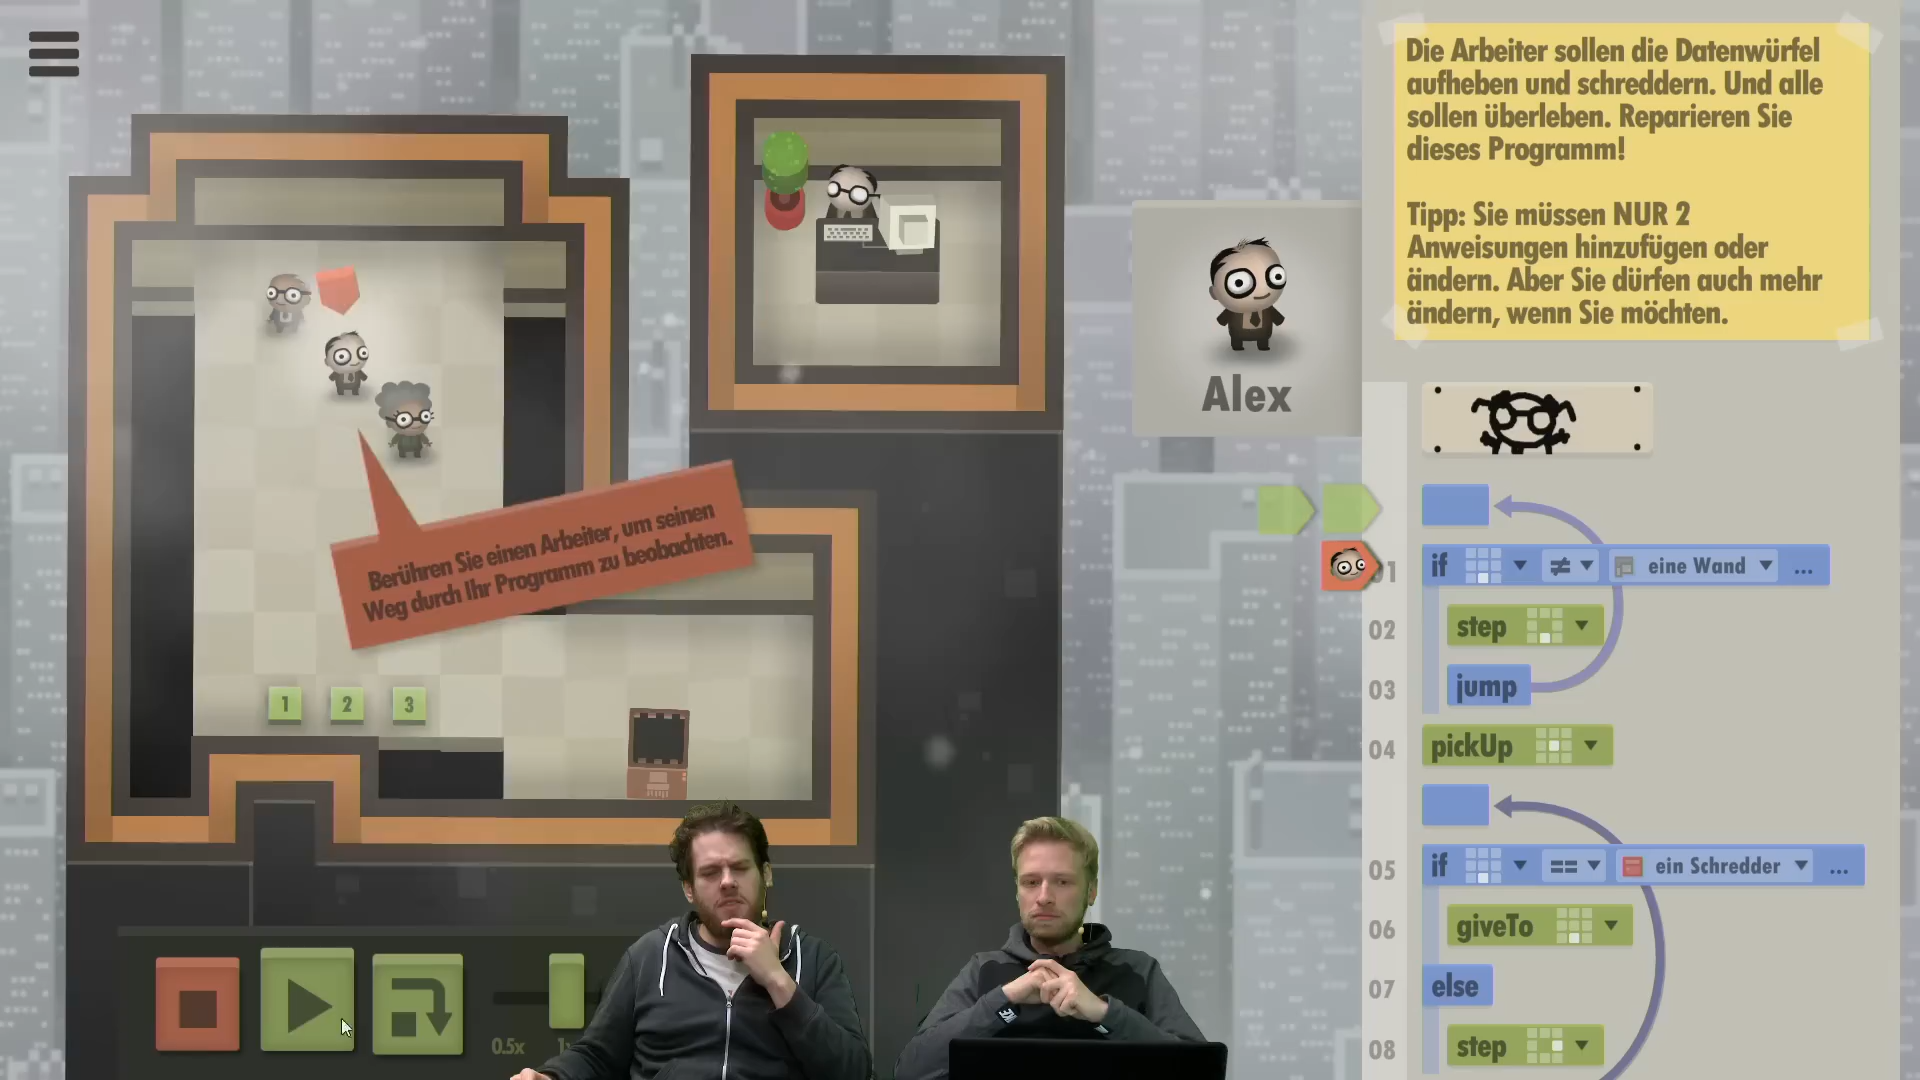 Die Arbeiter sollen die Datenwürfel
aufheben und schreddern. Und alle
sollen überleben. Reparieren Sie
dieses Programm!
Tipp: Sie müssen NUR 2
Anweisungen hinzufügen oder
ändern. Aber Sie dürfen auch mehr
ändern, wenn Sie möchten.
Alex
Berühren Sie einen Arbeiter, um seinen
Weg durch Ihr Programm zu beobachten.
1 2 3
01 if ≠ eine Wand ...
02 step
03 jump
04 pickUp
05 if == ein Schredder ...
06 giveTo
07 else
08 step
0.5x